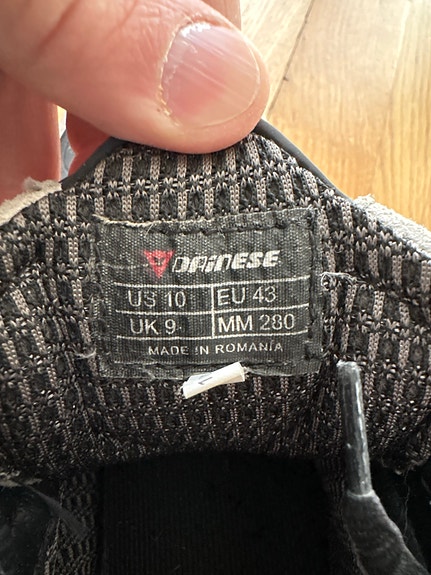 DAINESE
US 10 EU 43
UK 9 MM 280
MADE IN ROMANIA